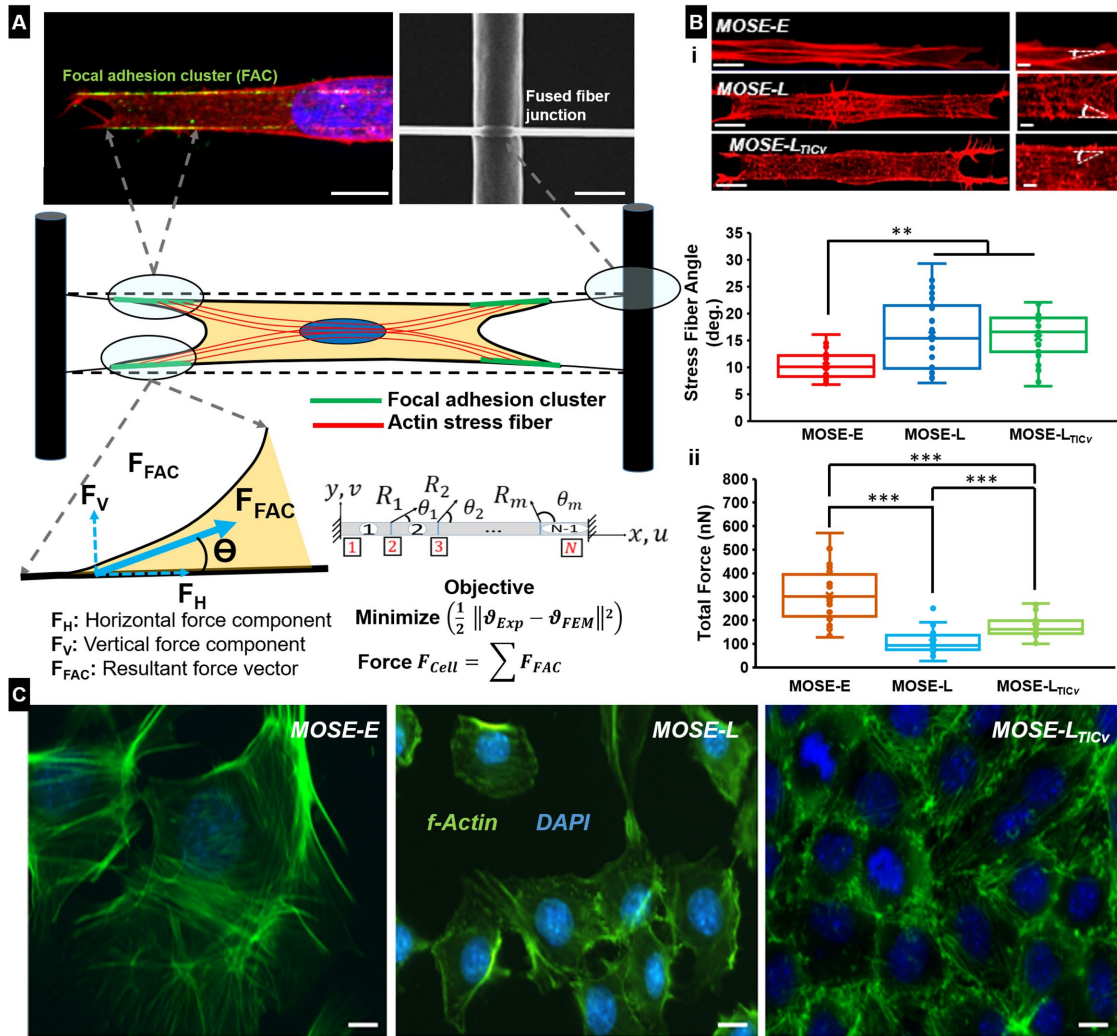 A
Focal adhesion cluster (FAC)
Fused fiber
junction
Focal adhesion cluster
Actin stress fiber
F_FAC
F_V
F_FAC
Θ
F_H
F_H: Horizontal force component
F_V: Vertical force component
F_FAC: Resultant force vector
y, v
R_1
θ_1
R_2
θ_2
R_m
θ_m
1
2
...
N-1
x, u
1
2
3
N
Objective
Minimize (1/2 ‖ϑ_Exp − ϑ_FEM‖²)
Force F_Cell = ∑ F_FAC
B
i
MOSE-E
MOSE-L
MOSE-L_TICv
**
Stress Fiber Angle
(deg.)
35
30
25
20
15
10
5
0
MOSE-E
MOSE-L
MOSE-L_TICv
ii
***
***
***
Total Force (nN)
800
700
600
500
400
300
200
100
0
MOSE-E
MOSE-L
MOSE-L_TICv
C
MOSE-E
MOSE-L
f-Actin
DAPI
MOSE-L_TICv